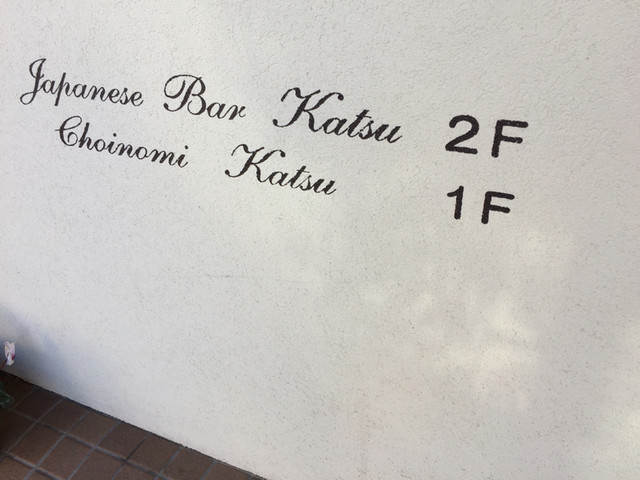 Japanese Bar Katsu 2F
Choinomi Katsu 1F